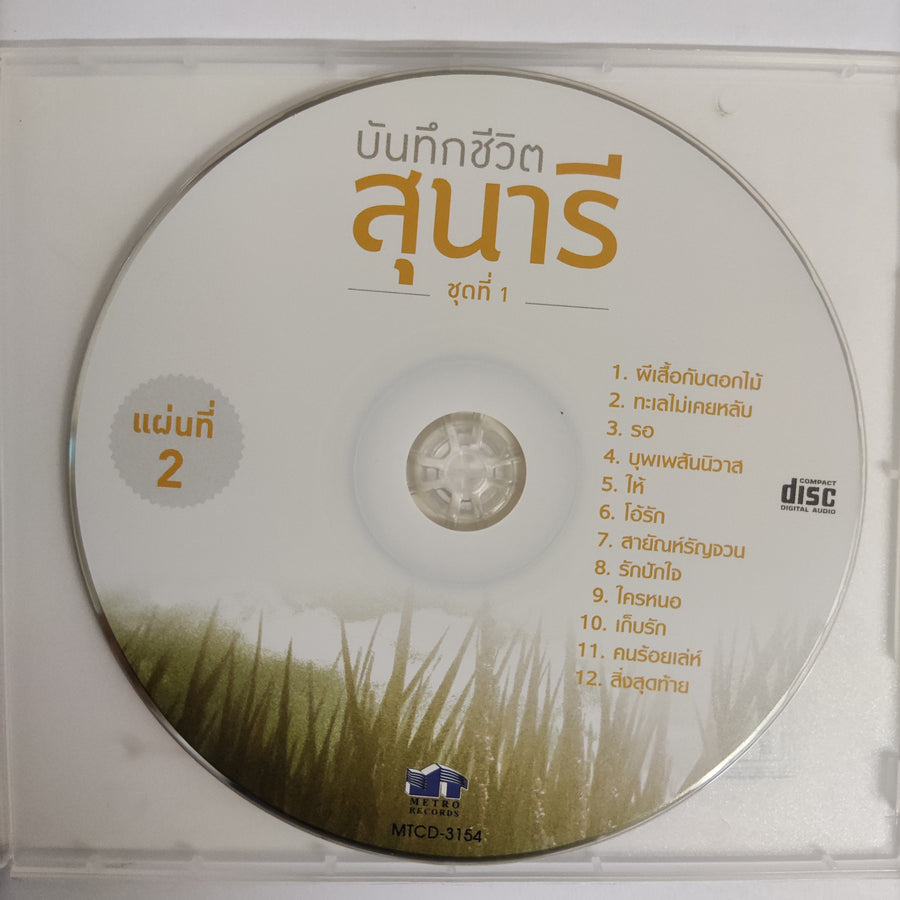 บันทึกชีวิต
สุนารี
ชุดที่ 1
แผ่นที่
2
1. ผีเสื้อกับดอกไม้
2. ทะเลไม่เคยหลับ
3. รอ
4. บุพเพสันนิวาส
5. ให้
6. โอ้รัก
7. สายัณห์รัญจวน
8. รักปักใจ
9. ใครหนอ
10. เก็บรัก
11. คนร้อยเล่ห์
12. สิ่งสุดท้าย
COMPACT
disc
DIGITAL AUDIO
METRO
RECORDS
MTCD-3154